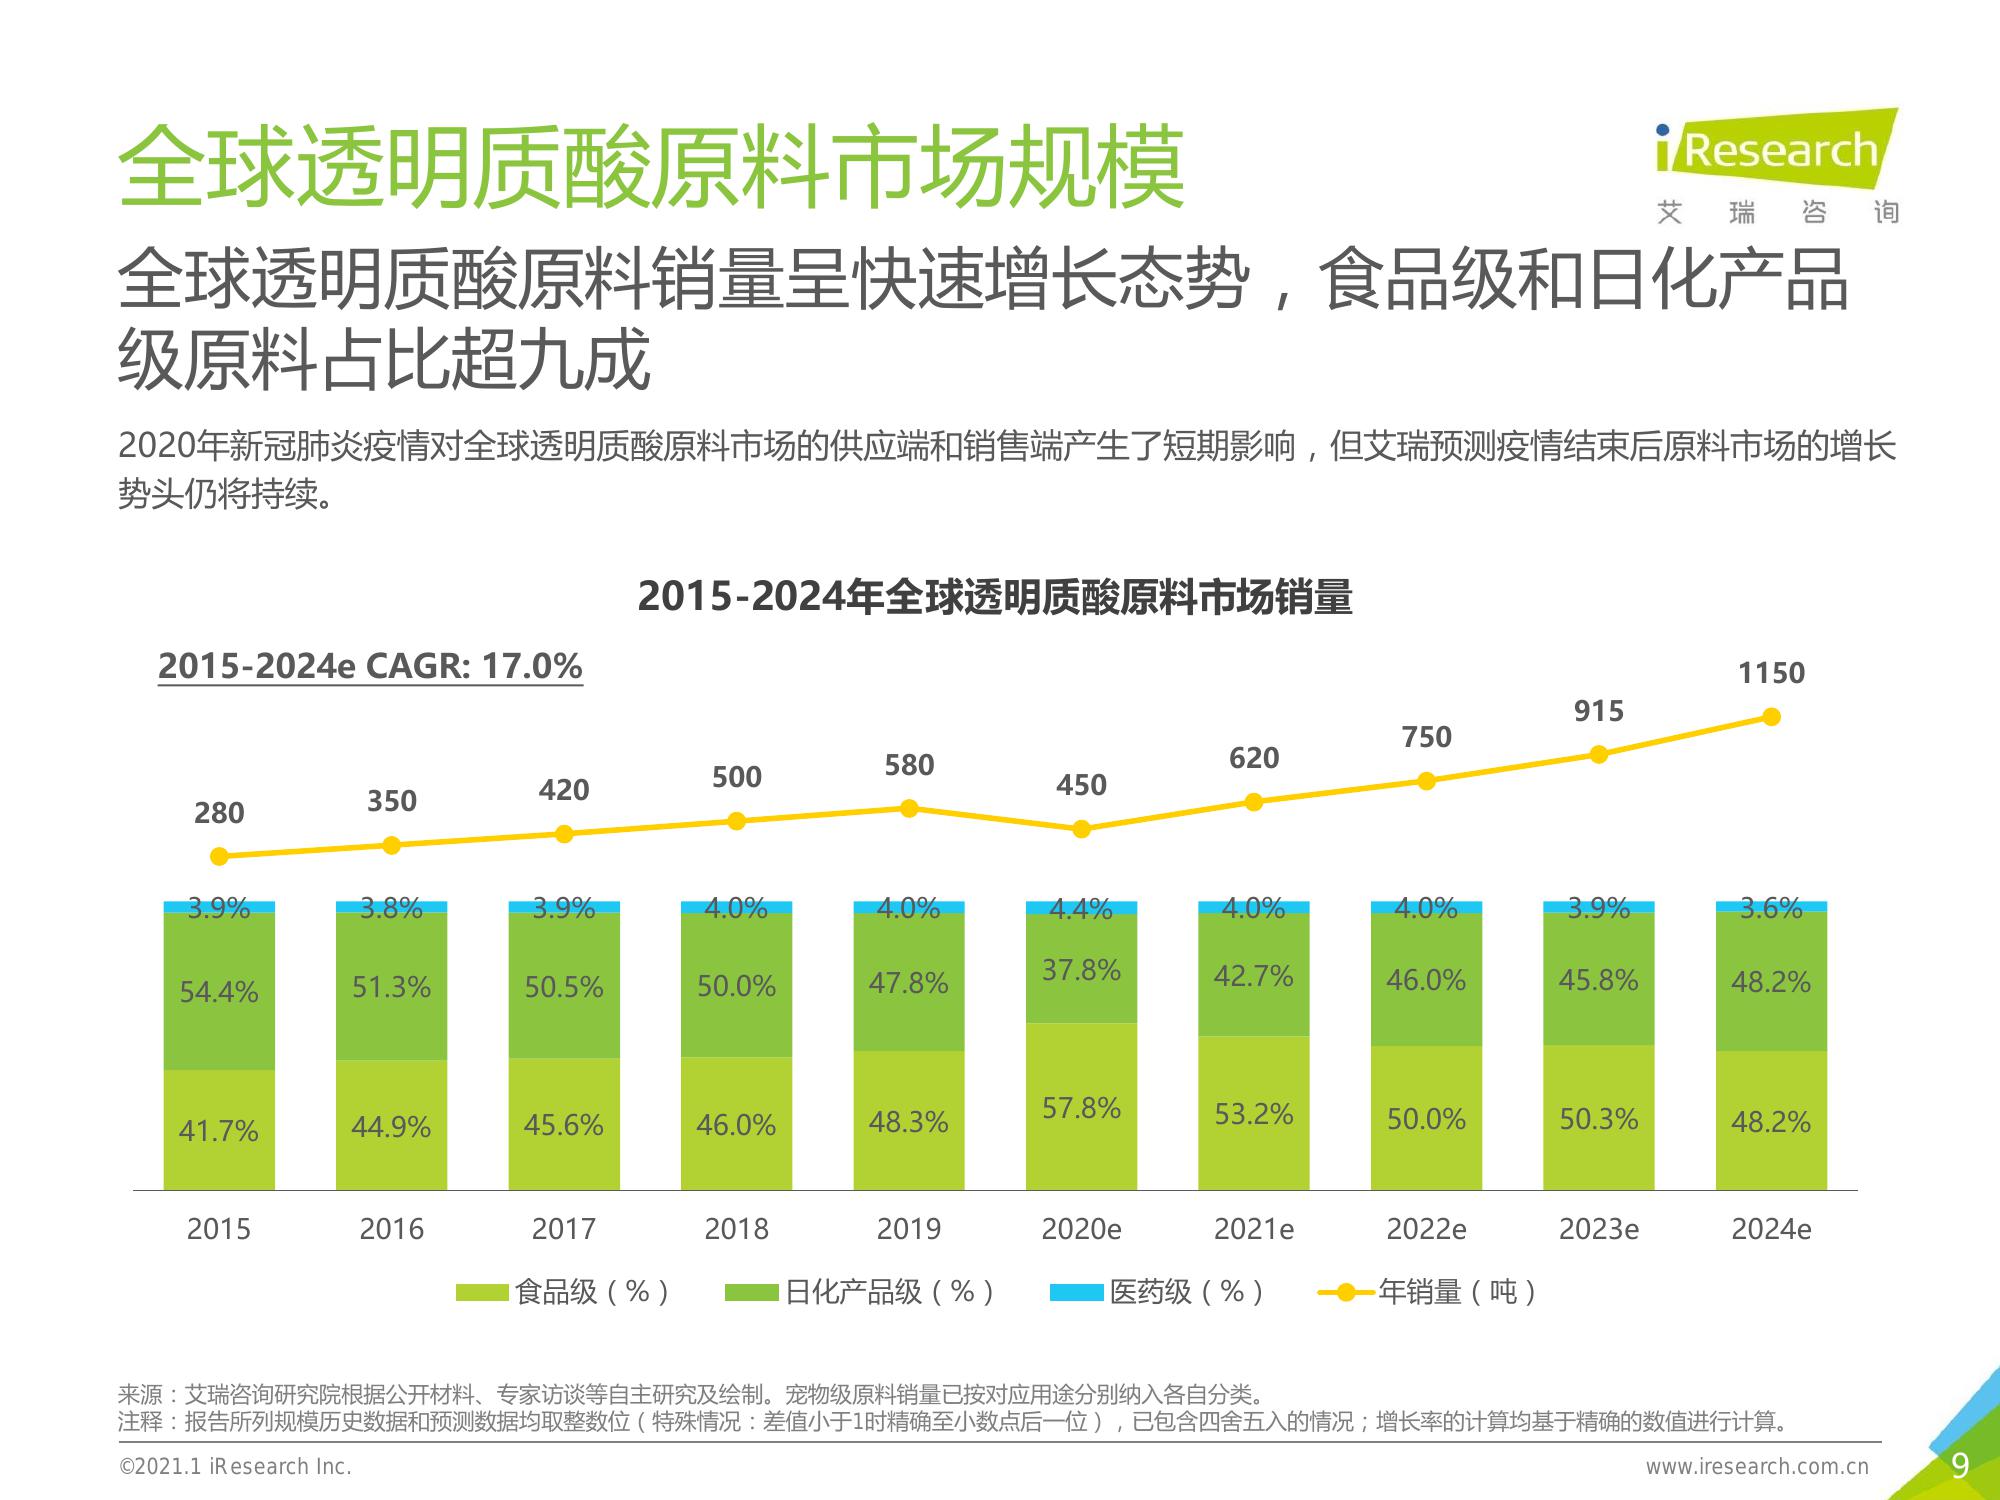 全球透明质酸原料市场规模
iResearch
艾瑞咨询
全球透明质酸原料销量呈快速增长态势，食品级和日化产品
级原料占比超九成
2020年新冠肺炎疫情对全球透明质酸原料市场的供应端和销售端产生了短期影响，但艾瑞预测疫情结束后原料市场的增长
势头仍将持续。
2015-2024年全球透明质酸原料市场销量
2015-2024e CAGR: 17.0%
280 350 420 500 580 450 620 750 915 1150
3.9% 3.8% 3.9% 4.0% 4.0% 4.4% 4.0% 4.0% 3.9% 3.6%
54.4% 51.3% 50.5% 50.0% 47.8% 37.8% 42.7% 46.0% 45.8% 48.2%
41.7% 44.9% 45.6% 46.0% 48.3% 57.8% 53.2% 50.0% 50.3% 48.2%
2015 2016 2017 2018 2019 2020e 2021e 2022e 2023e 2024e
食品级（%） 日化产品级（%） 医药级（%） 年销量（吨）
来源：艾瑞咨询研究院根据公开材料、专家访谈等自主研究及绘制。宠物级原料销量已按对应用途分别纳入各自分类。
注释：报告所列规模历史数据和预测数据均取整数位（特殊情况：差值小于1时精确至小数点后一位），已包含四舍五入的情况；增长率的计算均基于精确的数值进行计算。
©2021.1 iResearch Inc.
www.iresearch.com.cn
9